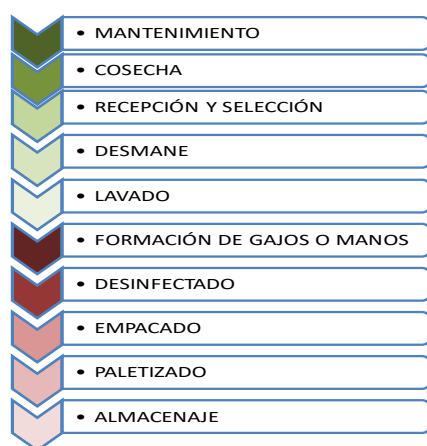 • MANTENIMIENTO
• COSECHA
• RECEPCIÓN Y SELECCIÓN
• DESMANE
• LAVADO
• FORMACIÓN DE GAJOS O MANOS
• DESINFECTADO
• EMPACADO
• PALETIZADO
• ALMACENAJE